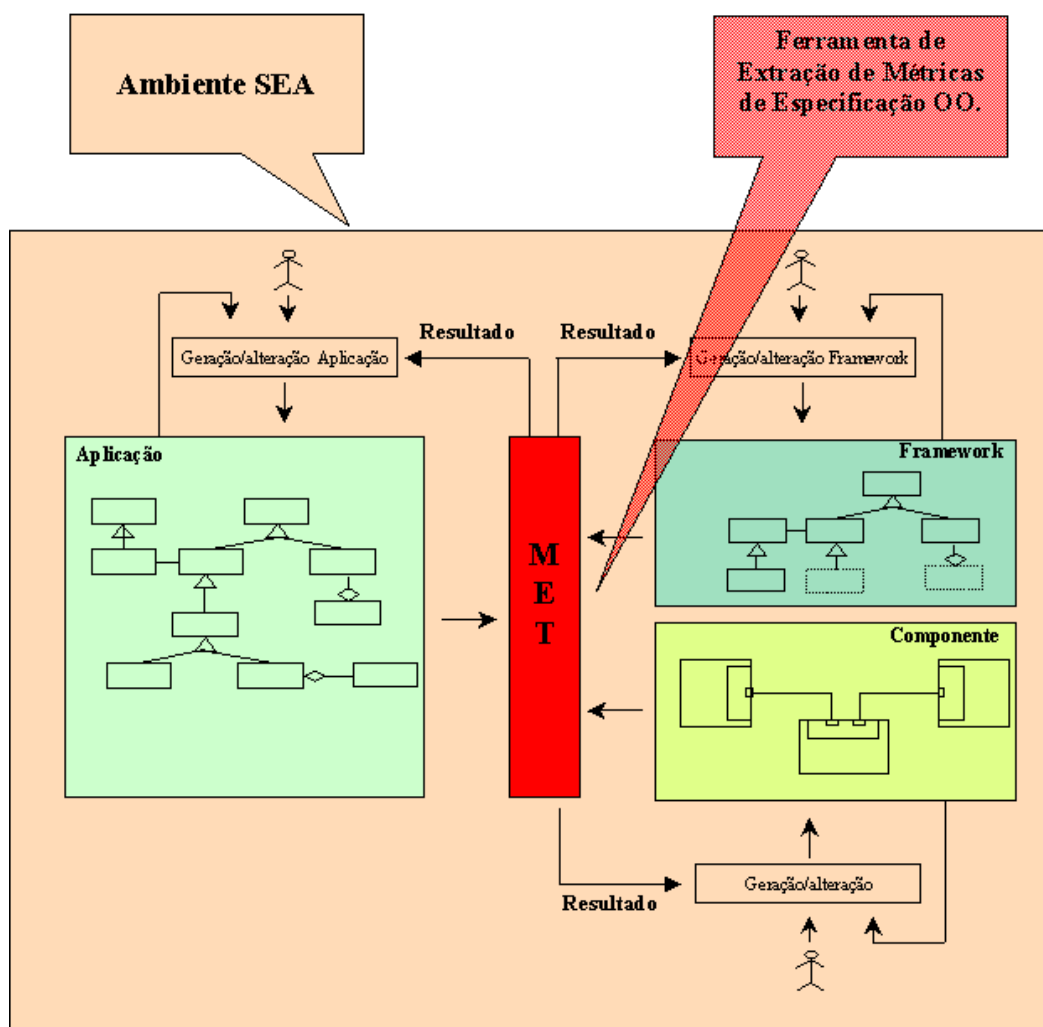 Ambiente SEA
Ferramenta de
Extração de Métricas
de Especificação OO.
Resultado
Resultado
Geração/alteração Aplicação
Geração/alteração Framework
Aplicação
Framework
M
E
T
Componente
Geração/alteração
Resultado